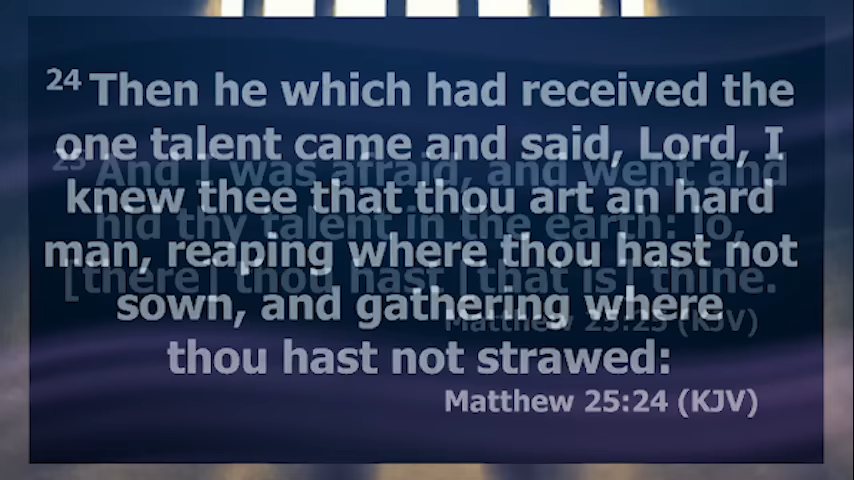 24 Then he which had received the
one talent came and said, Lord, I
knew thee that thou art an hard
man, reaping where thou hast not
sown, and gathering where
thou hast not strawed:
Matthew 25:24 (KJV)
25 And I was afraid, and went and
hid thy talent in the earth: lo,
[there] thou hast [that is] thine.
Matthew 25:25 (KJV)